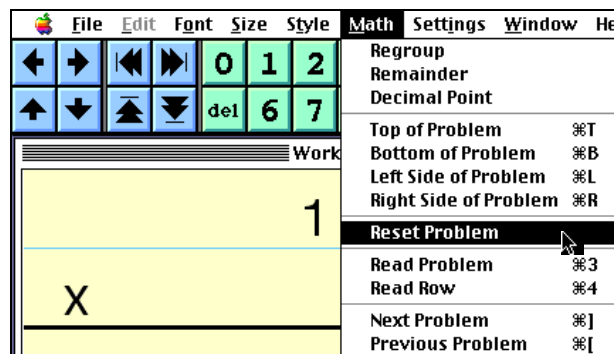 File Edit Font Size Style Math Settings Window He
0 1 2
del 6 7
Work
1
X
Regroup
Remainder
Decimal Point
Top of Problem ⌘T
Bottom of Problem ⌘B
Left Side of Problem ⌘L
Right Side of Problem ⌘R
Reset Problem
Read Problem ⌘3
Read Row ⌘4
Next Problem ⌘]
Previous Problem ⌘[